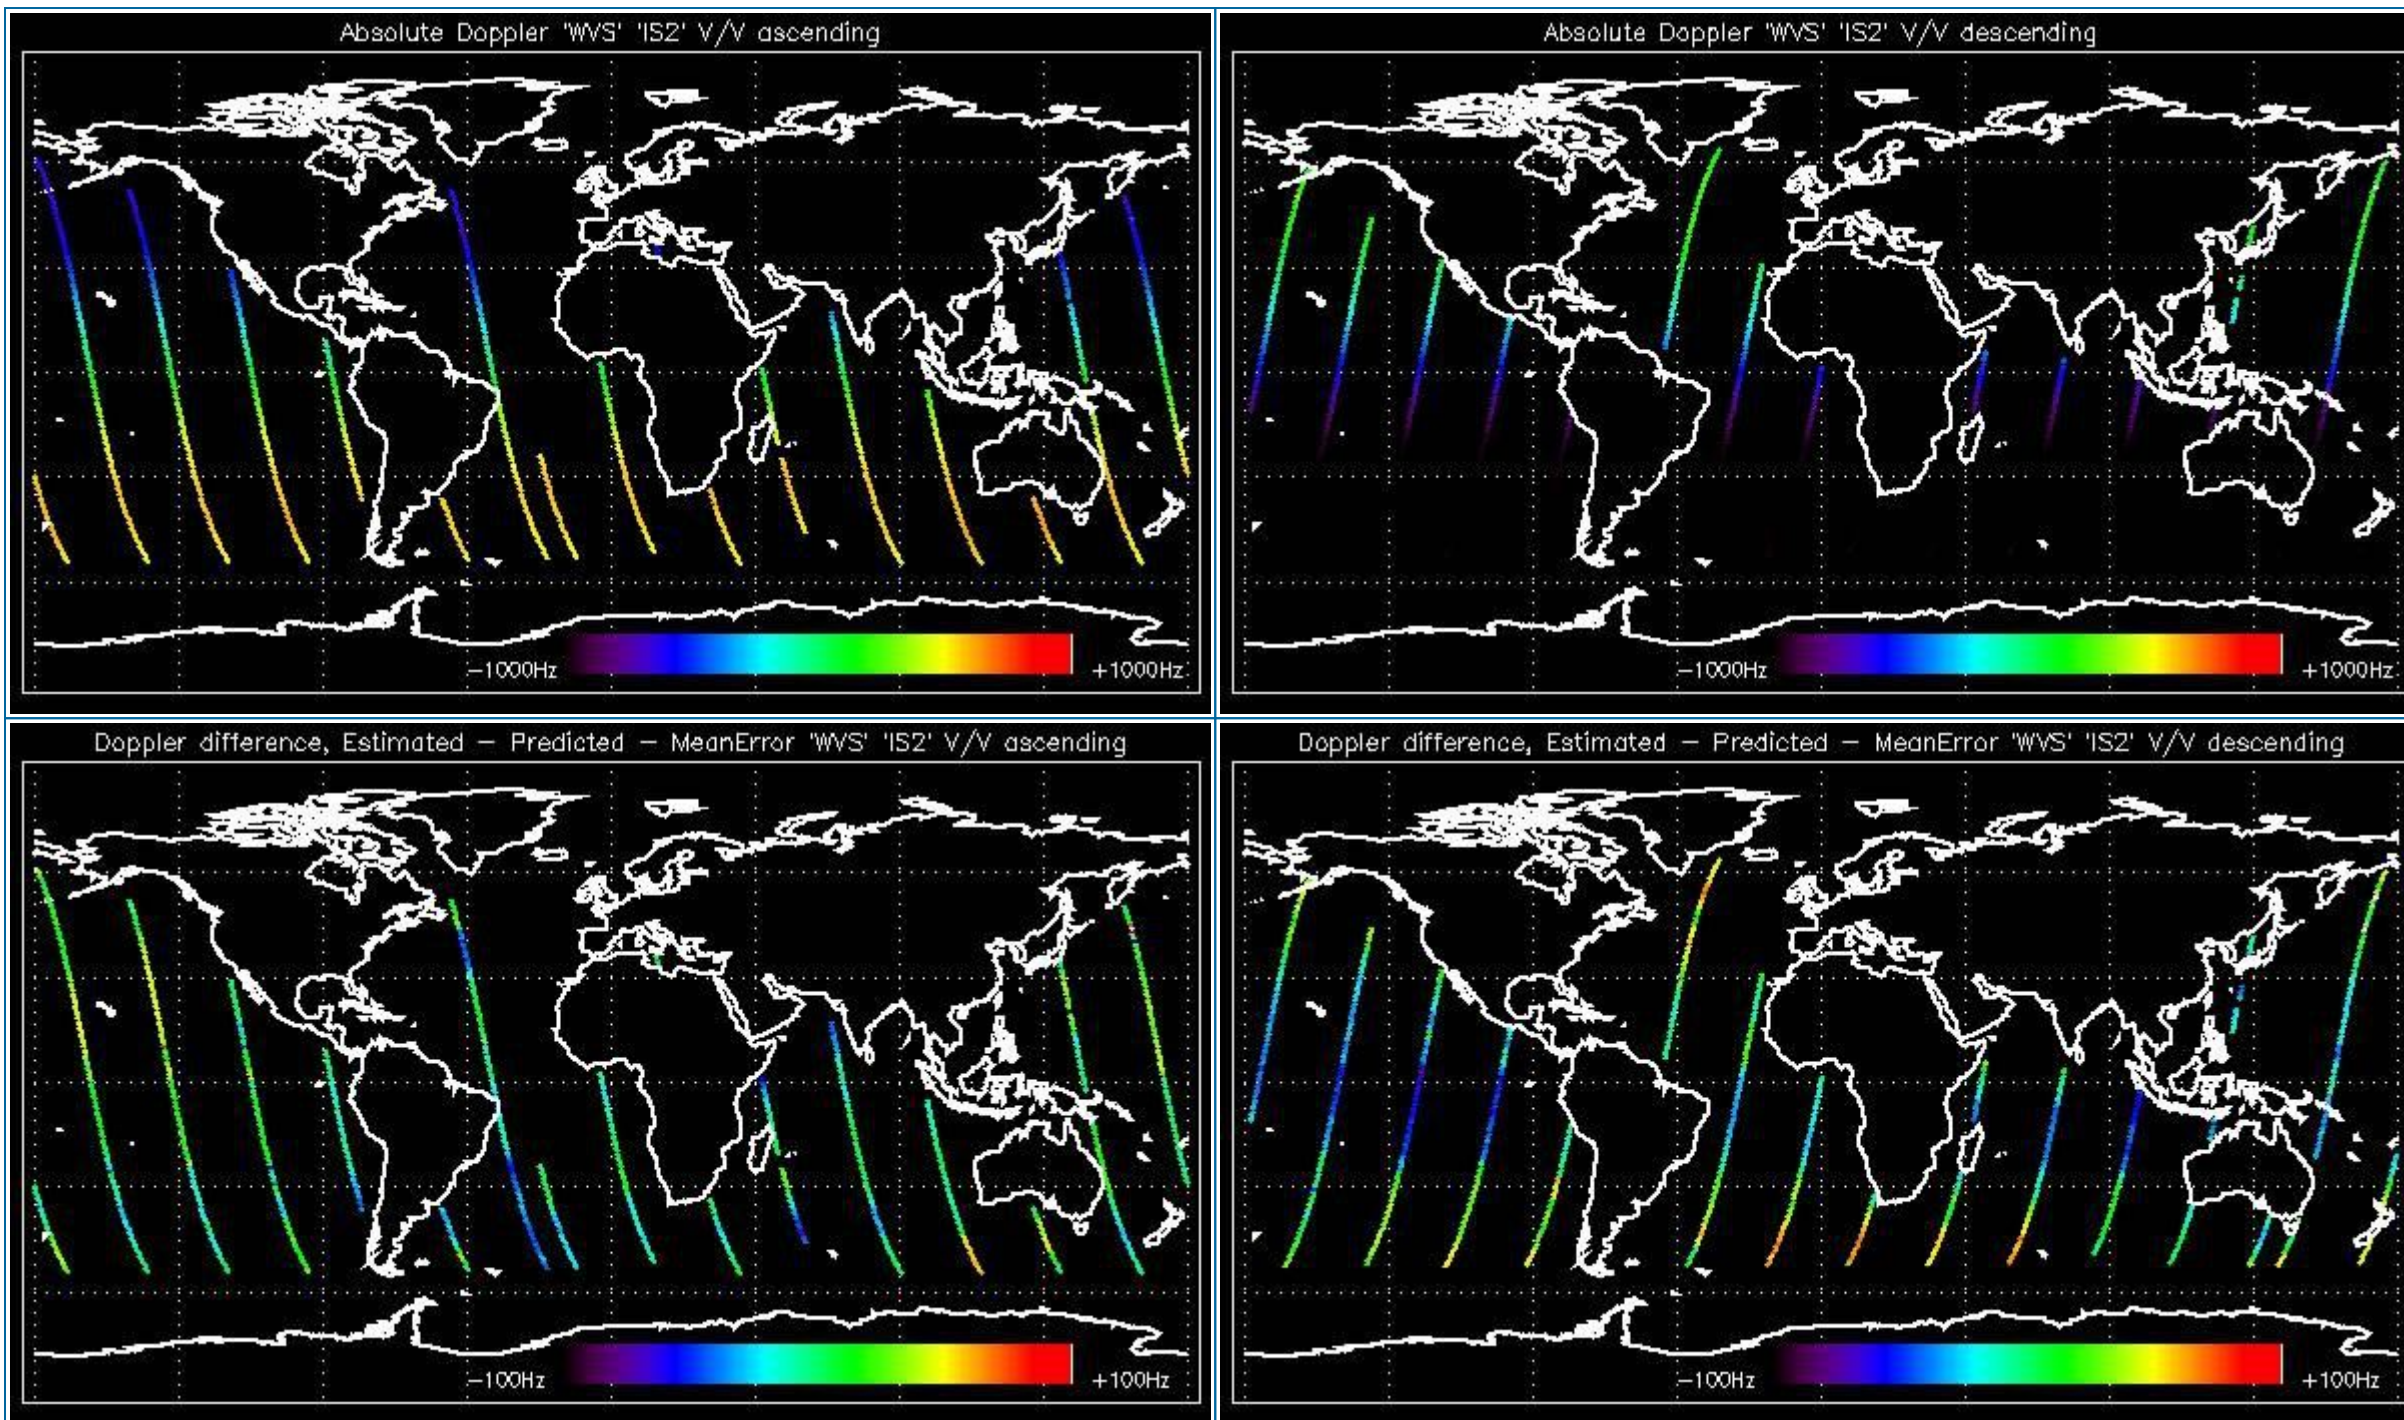 Absolute Doppler 'WVS' 'IS2' V/V ascending
-1000Hz
+1000Hz
Absolute Doppler 'WVS' 'IS2' V/V descending
-1000Hz
+1000Hz
Doppler difference, Estimated - Predicted - MeanError 'WVS' 'IS2' V/V ascending
-100Hz
+100Hz
Doppler difference, Estimated - Predicted - MeanError 'WVS' 'IS2' V/V descending
-100Hz
+100Hz